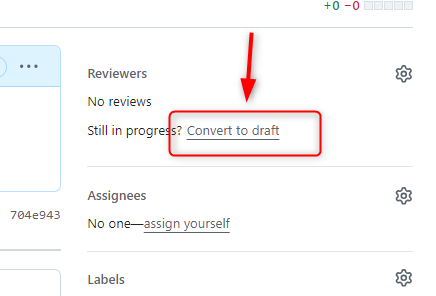 +0 −0
Reviewers
No reviews
Still in progress? Convert to draft
704e943
Assignees
No one—assign yourself
Labels